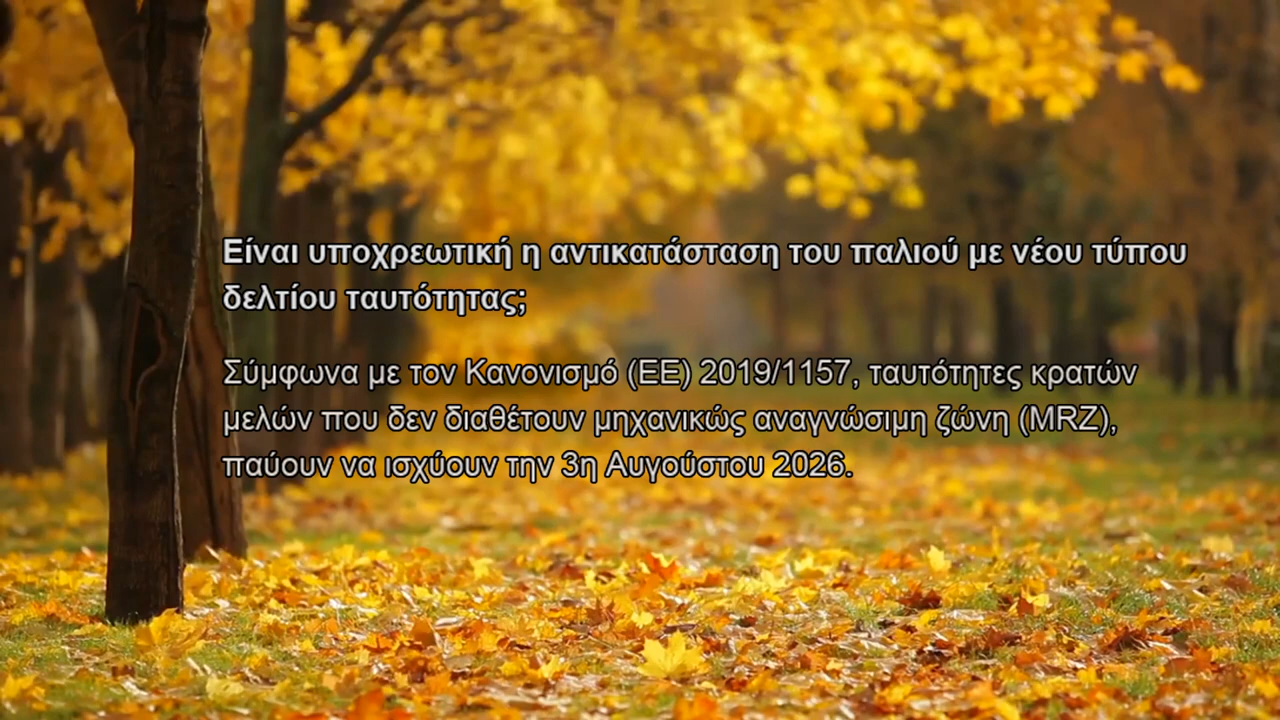 Είναι υποχρεωτική η αντικατάσταση του παλιού με νέου τύπου
δελτίου ταυτότητας;
Σύμφωνα με τον Κανονισμό (ΕΕ) 2019/1157, ταυτότητες κρατών
μελών που δεν διαθέτουν μηχανικώς αναγνώσιμη ζώνη (MRZ),
παύουν να ισχύουν την 3η Αυγούστου 2026.